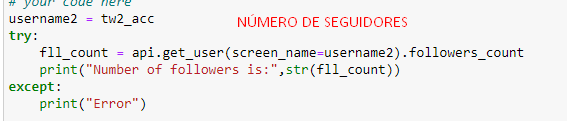 # your code here
username2 = tw2_acc
NÚMERO DE SEGUIDORES
try:
    fll_count = api.get_user(screen_name=username2).followers_count
    print("Number of followers is:",str(fll_count))
except:
    print("Error")